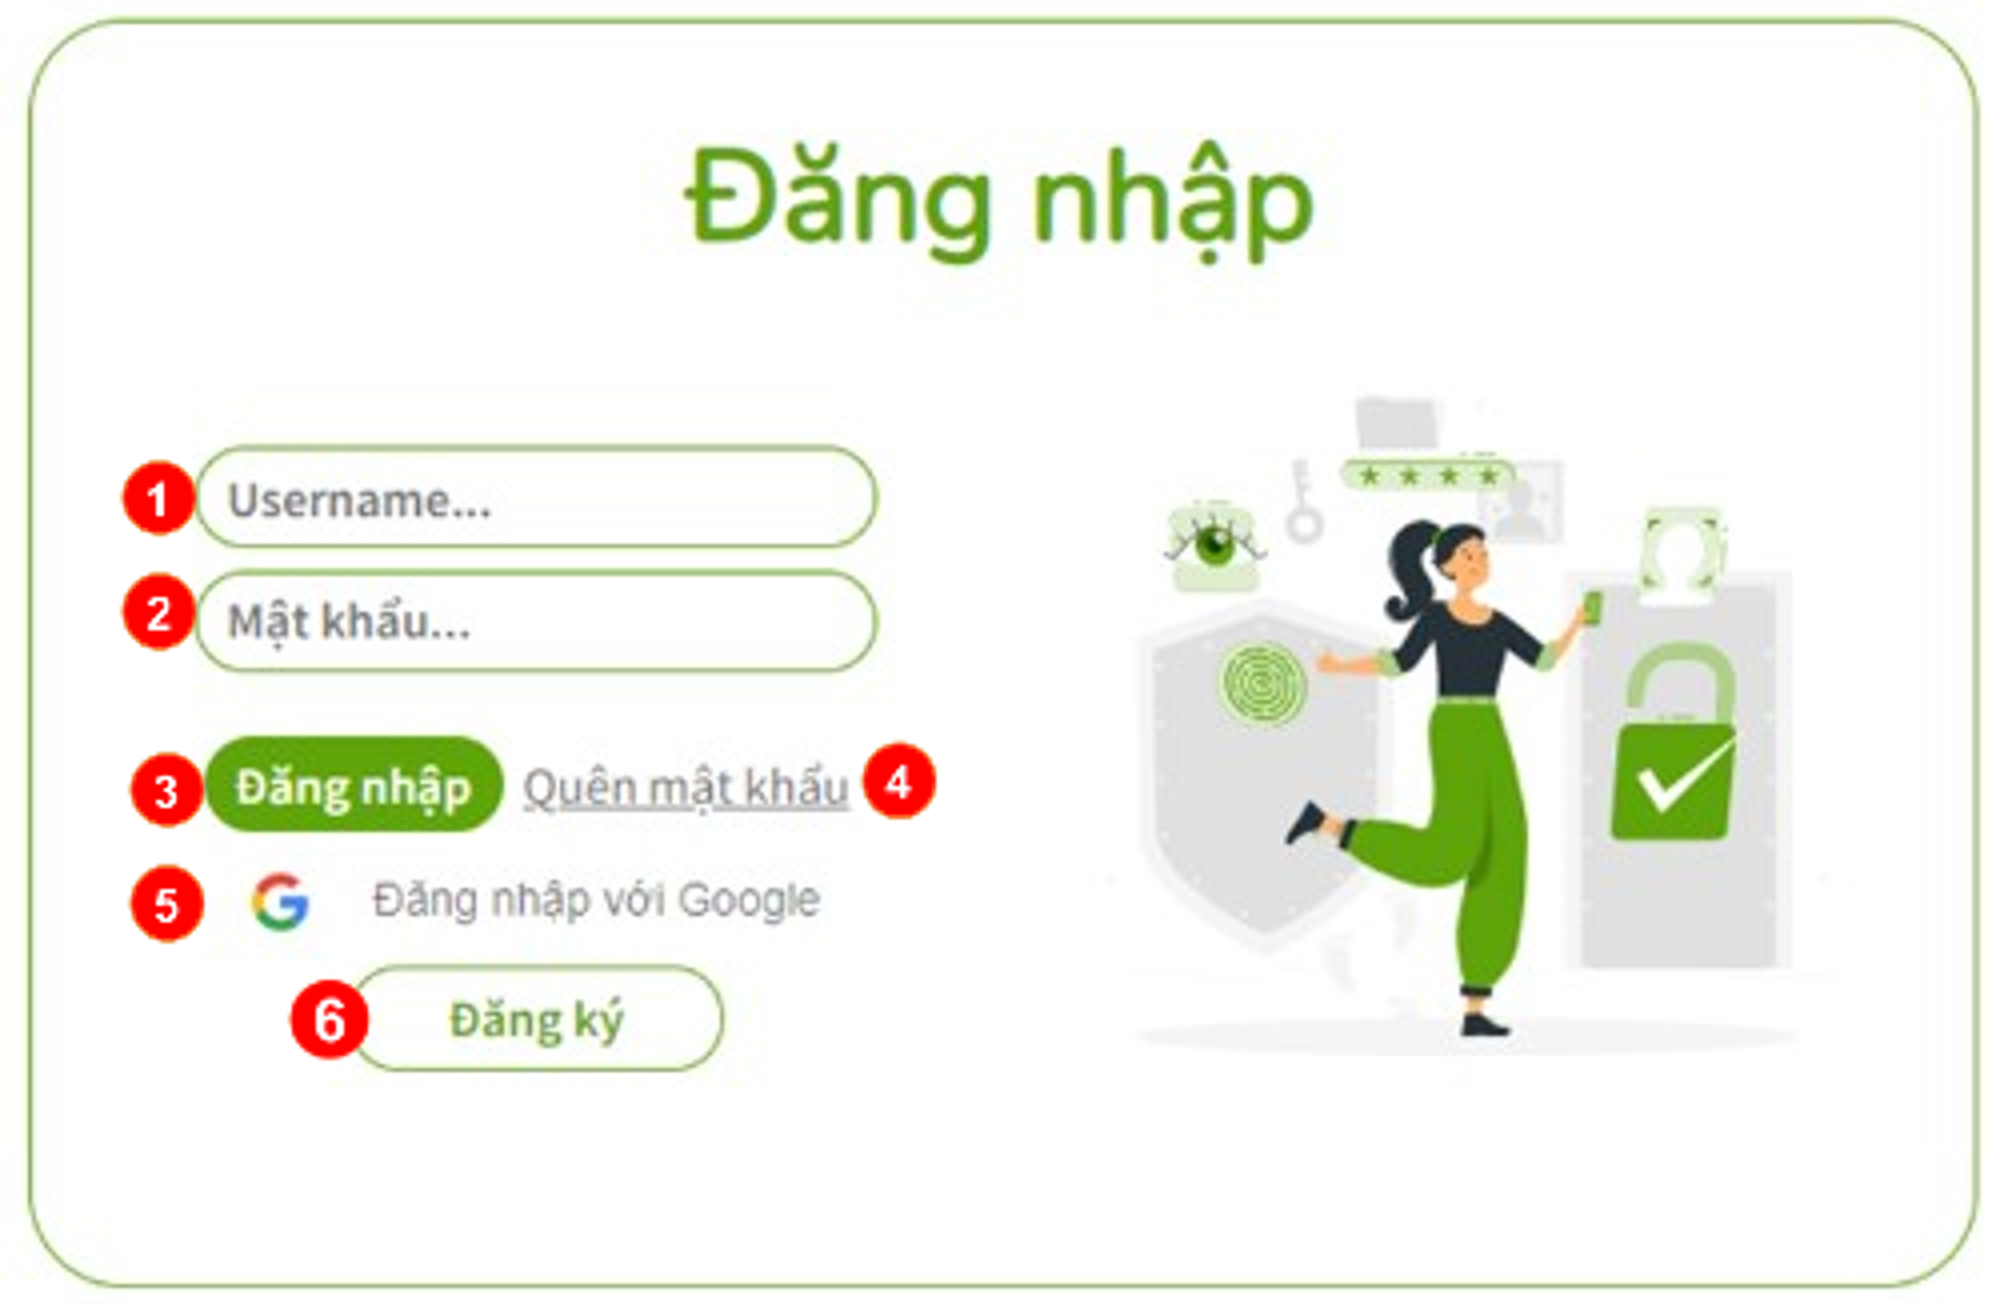 Đăng nhập
1 Username...
2 Mật khẩu...
3 Đăng nhập Quên mật khẩu 4
5 Đăng nhập với Google
6 Đăng ký